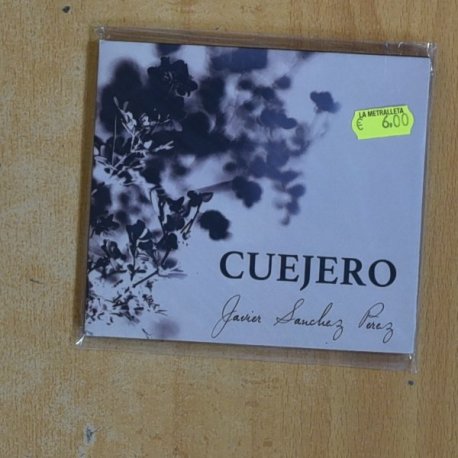 LA METRALLETA
€ 6.00
CUEJERO
Javier Sanchez Perez